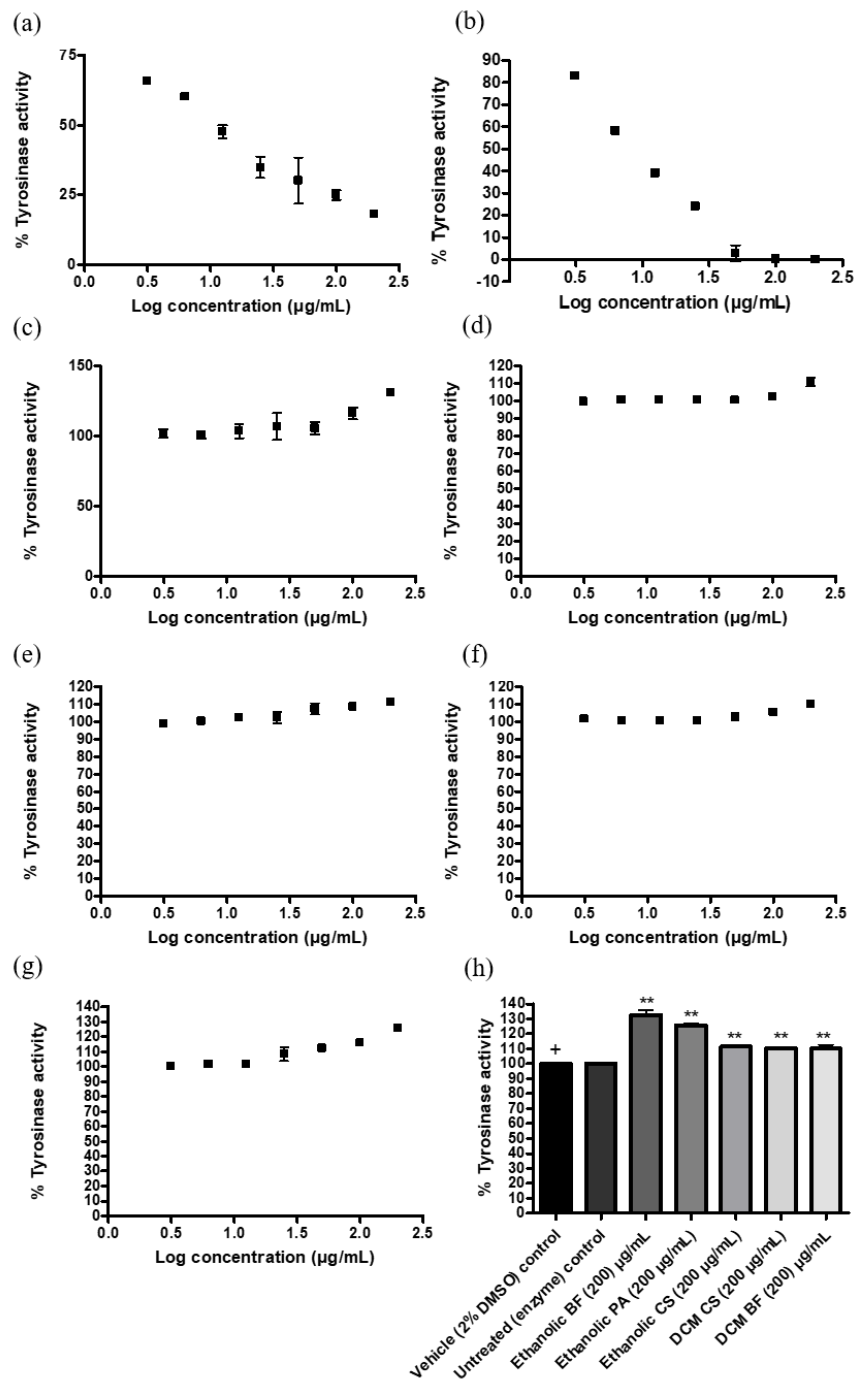 (a)
75
50
25
0
0.0 0.5 1.0 1.5 2.0 2.5
% Tyrosinase activity
Log concentration (µg/mL)
(b)
90
80
70
60
50
40
30
20
10
0
-10
0.5 1.0 1.5 2.0 2.5
% Tyrosinase activity
Log concentration (µg/mL)
(c)
150
100
50
0
0.0 0.5 1.0 1.5 2.0 2.5
% Tyrosinase activity
Log concentration (µg/mL)
(d)
120
110
100
90
80
70
60
50
40
30
20
10
0
0.0 0.5 1.0 1.5 2.0 2.5
% Tyrosinase activity
Log concentration (µg/mL)
(e)
120
110
100
90
80
70
60
50
40
30
20
10
0
0.0 0.5 1.0 1.5 2.0 2.5
% Tyrosinase activity
Log concentration (µg/mL)
(f)
120
110
100
90
80
70
60
50
40
30
20
10
0
0.0 0.5 1.0 1.5 2.0 2.5
% Tyrosinase activity
Log concentration (µg/mL)
(g)
140
130
120
110
100
90
80
70
60
50
40
30
20
10
0
0.0 0.5 1.0 1.5 2.0 2.5
% Tyrosinase activity
Log concentration (µg/mL)
(h)
140
130
120
110
100
90
80
70
60
50
40
30
20
10
0
% Tyrosinase activity
+
**
**
**
**
**
Vehicle (2% DMSO) control
Untreated (enzyme) control
Ethanolic BF (200) µg/mL
Ethanolic PA (200 µg/mL)
Ethanolic CS (200 µg/mL)
DCM CS (200 µg/mL)
DCM BF (200) µg/mL